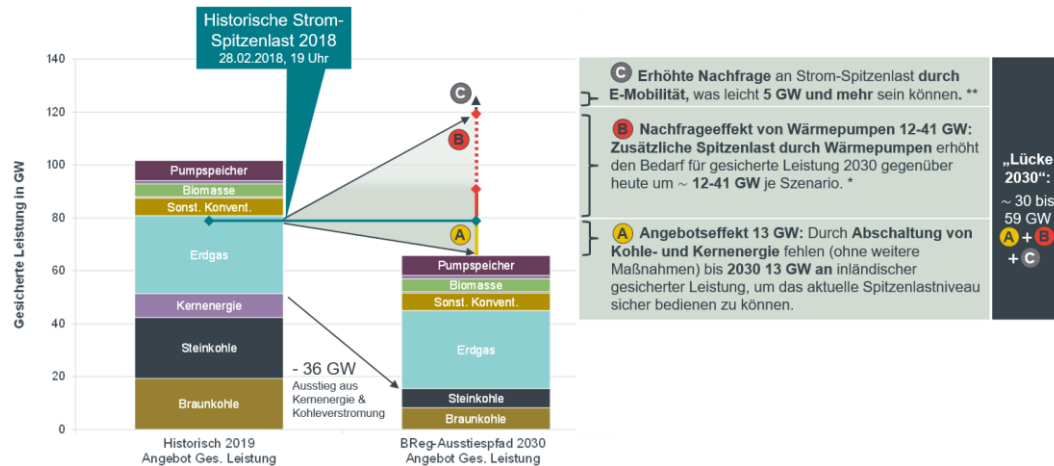 Historische Strom-
Spitzenlast 2018
28.02.2018, 19 Uhr
Gesicherte Leistung in GW
140
120
100
80
60
40
20
0
Pumpspeicher
Biomasse
Sonst. Konvent.
Erdgas
Kernenergie
Steinkohle
Braunkohle
Historisch 2019
Angebot Ges. Leistung
- 36 GW
Ausstieg aus
Kernenergie &
Kohleverstromung
C
B
A
Pumpspeicher
Biomasse
Sonst. Konvent.
Erdgas
Steinkohle
Braunkohle
BReg-Ausstiespfad 2030
Angebot Ges. Leistung
C Erhöhte Nachfrage an Strom-Spitzenlast durch
E-Mobilität, was leicht 5 GW und mehr sein können. **
B Nachfrageeffekt von Wärmepumpen 12-41 GW:
Zusätzliche Spitzenlast durch Wärmepumpen erhöht
den Bedarf für gesicherte Leistung 2030 gegenüber
heute um ~ 12-41 GW je Szenario. *
A Angebotseffekt 13 GW: Durch Abschaltung von
Kohle- und Kernenergie fehlen (ohne weitere
Maßnahmen) bis 2030 13 GW an inländischer
gesicherter Leistung, um das aktuelle Spitzenlastniveau
sicher bedienen zu können.
„Lücke
2030“:
~ 30 bis
59 GW
A + B
+ C